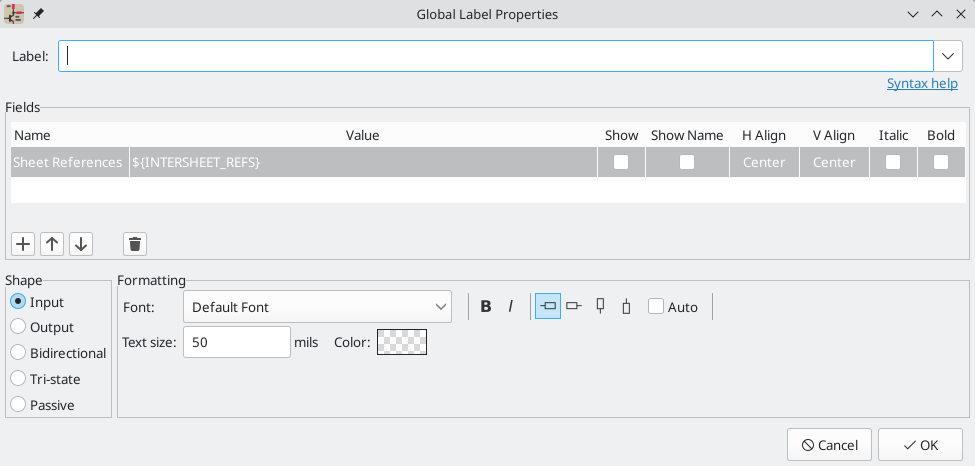 Global Label Properties
Label:
Syntax help
Fields
Name Value Show Show Name H Align V Align Italic Bold
Sheet References ${INTERSHEET_REFS} Center Center
Shape
Input
Output
Bidirectional
Tri-state
Passive
Formatting
Font: Default Font B I Auto
Text size: 50 mils Color:
Cancel OK